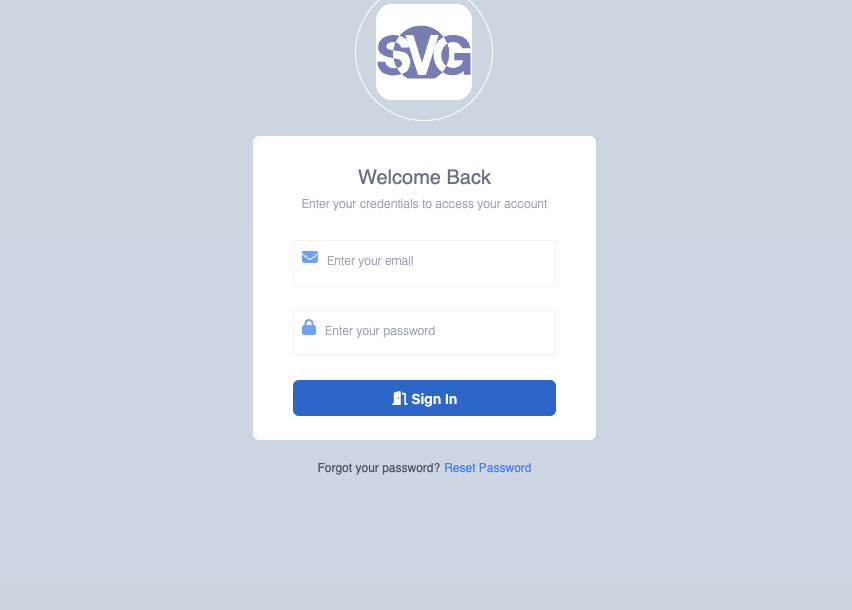 SVG
Welcome Back
Enter your credentials to access your account
Enter your email
Enter your password
Sign In
Forgot your password? Reset Password